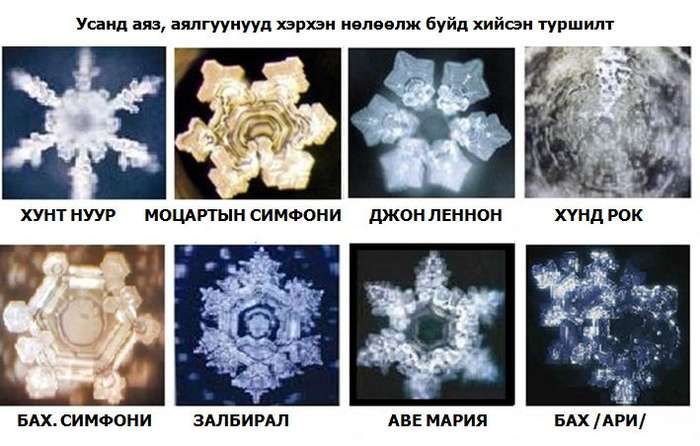 Усанд аяз, аялгуунууд хэрхэн нөлөөлж буйд хийсэн туршилт
ХУНТ НУУР
МОЦАРТЫН СИМФОНИ
ДЖОН ЛЕННОН
ХҮНД РОК
БАХ. СИМФОНИ
ЗАЛБИРАЛ
АВЕ МАРИЯ
БАХ /АРИ/